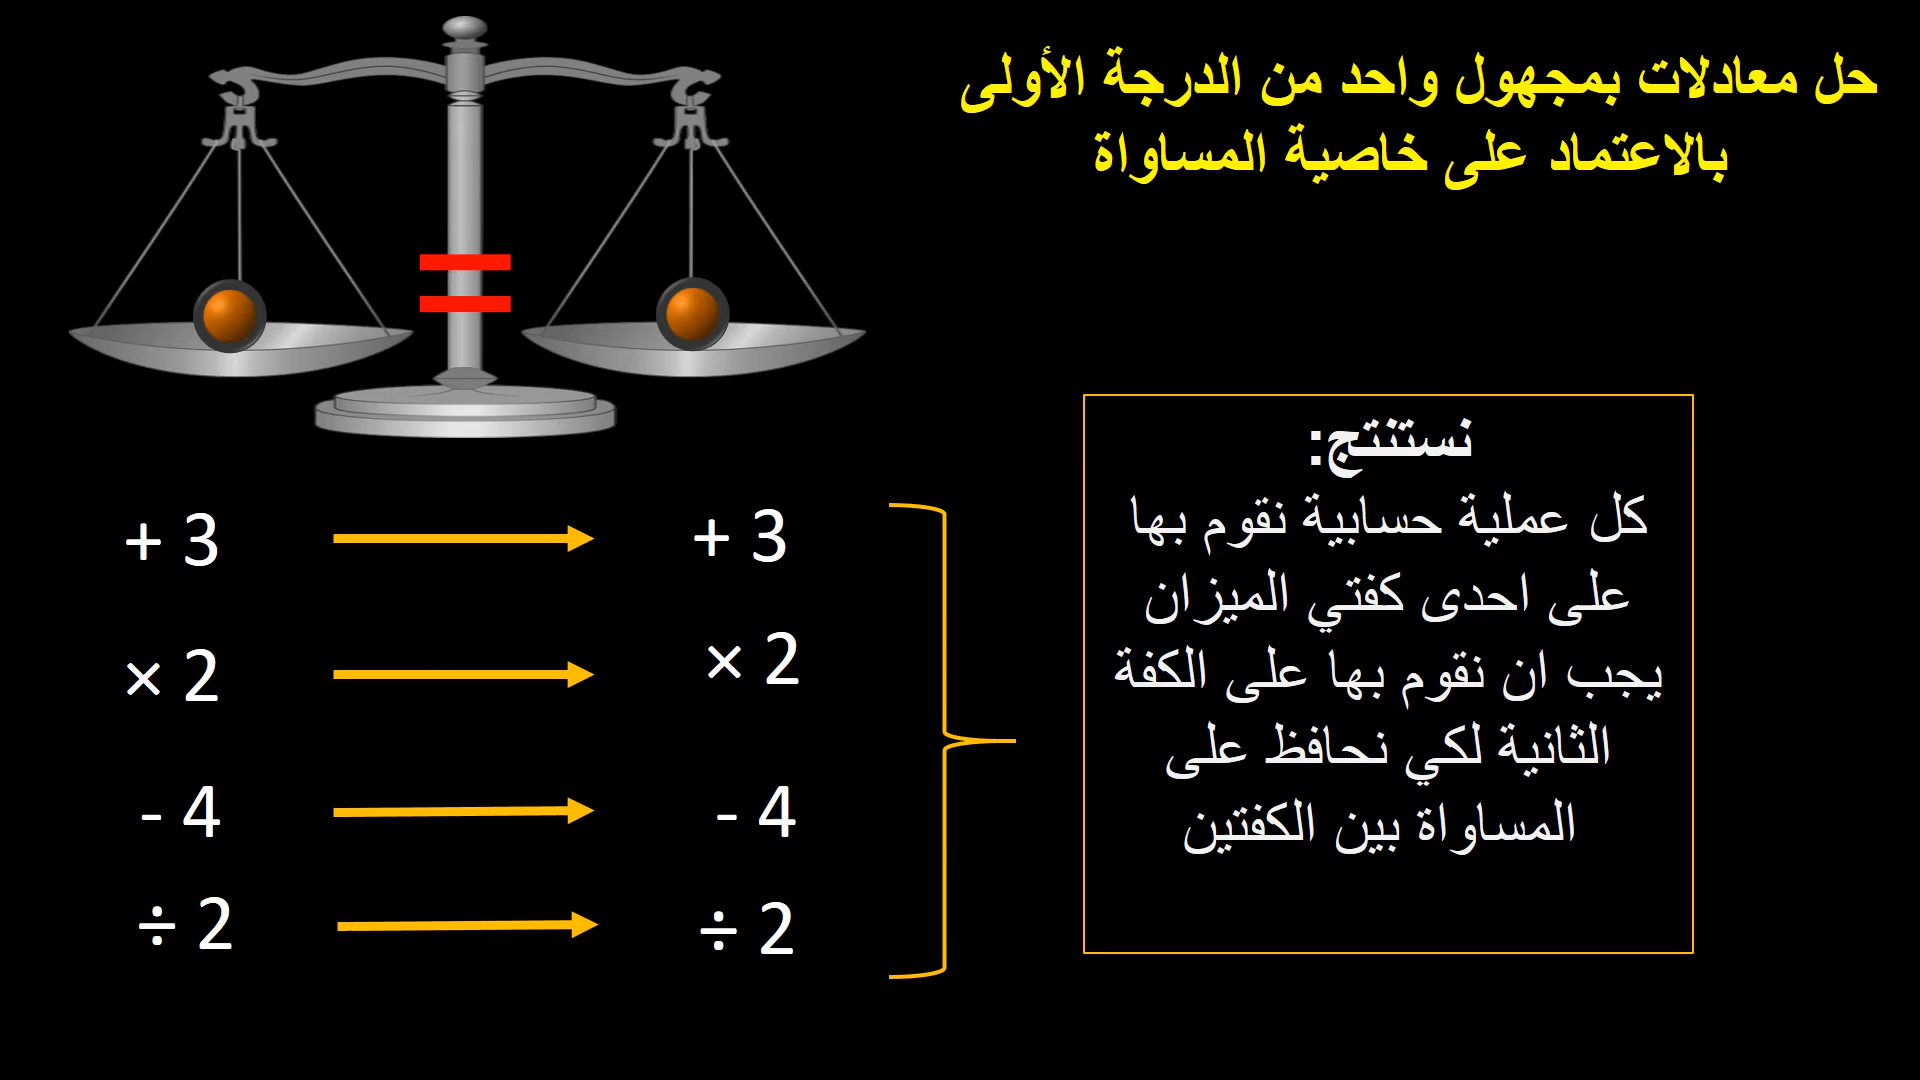 حل معادلات بمجهول واحد من الدرجة الأولى
بالاعتماد على خاصية المساواة
نستنتج:
كل عملية حسابية نقوم بها
على احدى كفتي الميزان
يجب ان نقوم بها على الكفة
الثانية لكي نحافظ على
المساواة بين الكفتين
+ 3 + 3
× 2 × 2
- 4 - 4
÷ 2 ÷ 2